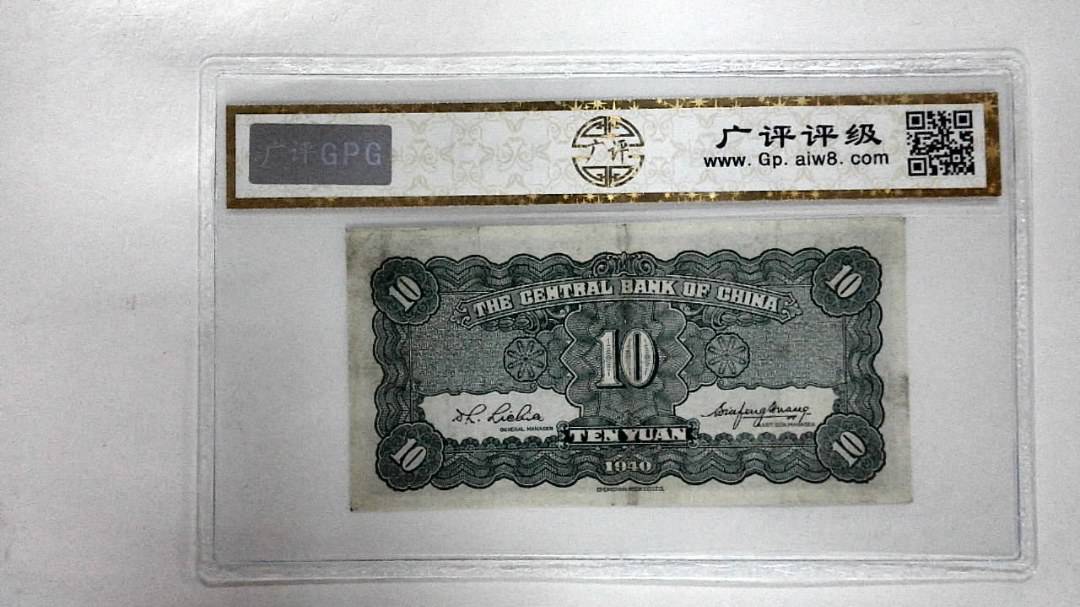 广评GPG
广评
广评评级
www.Gp.aiw8.com
10
10
THE CENTRAL BANK OF CHINA
10
GENERAL MANAGER
TEN YUAN
10
10
1940